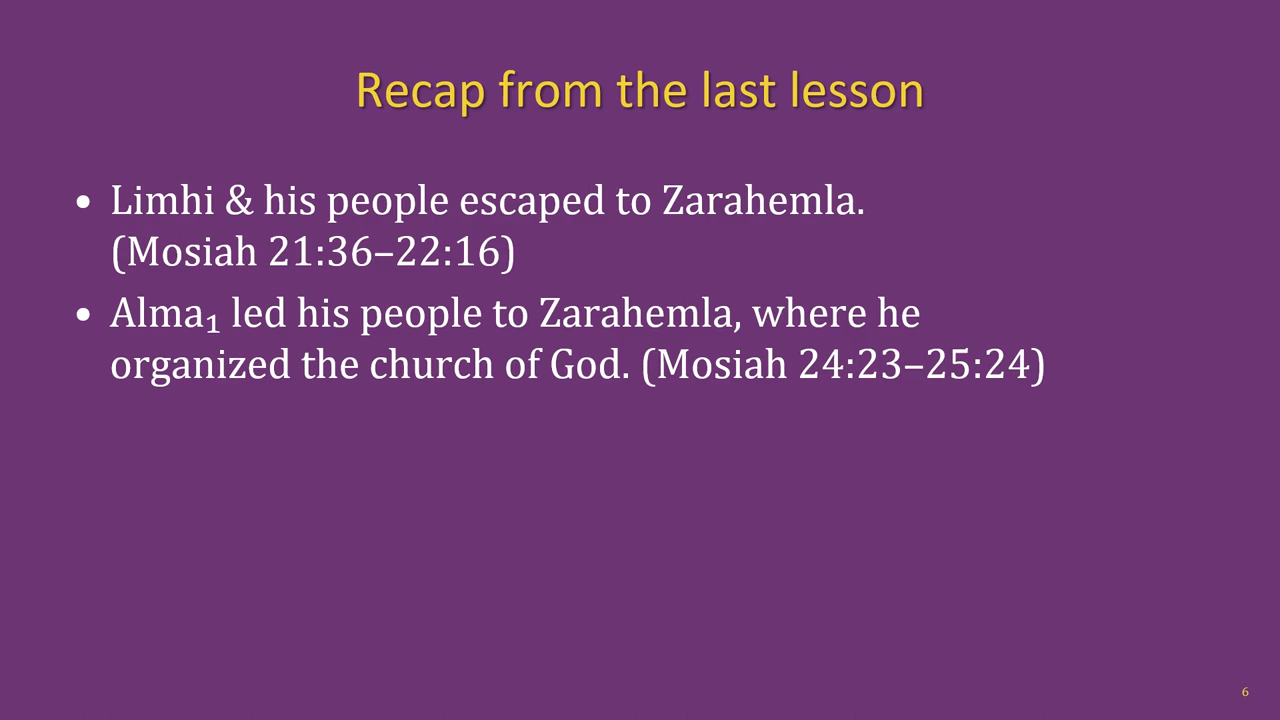 Recap from the last lesson
• Limhi & his people escaped to Zarahemla.
(Mosiah 21:36–22:16)
• Alma₁ led his people to Zarahemla, where he
organized the church of God. (Mosiah 24:23–25:24)
6